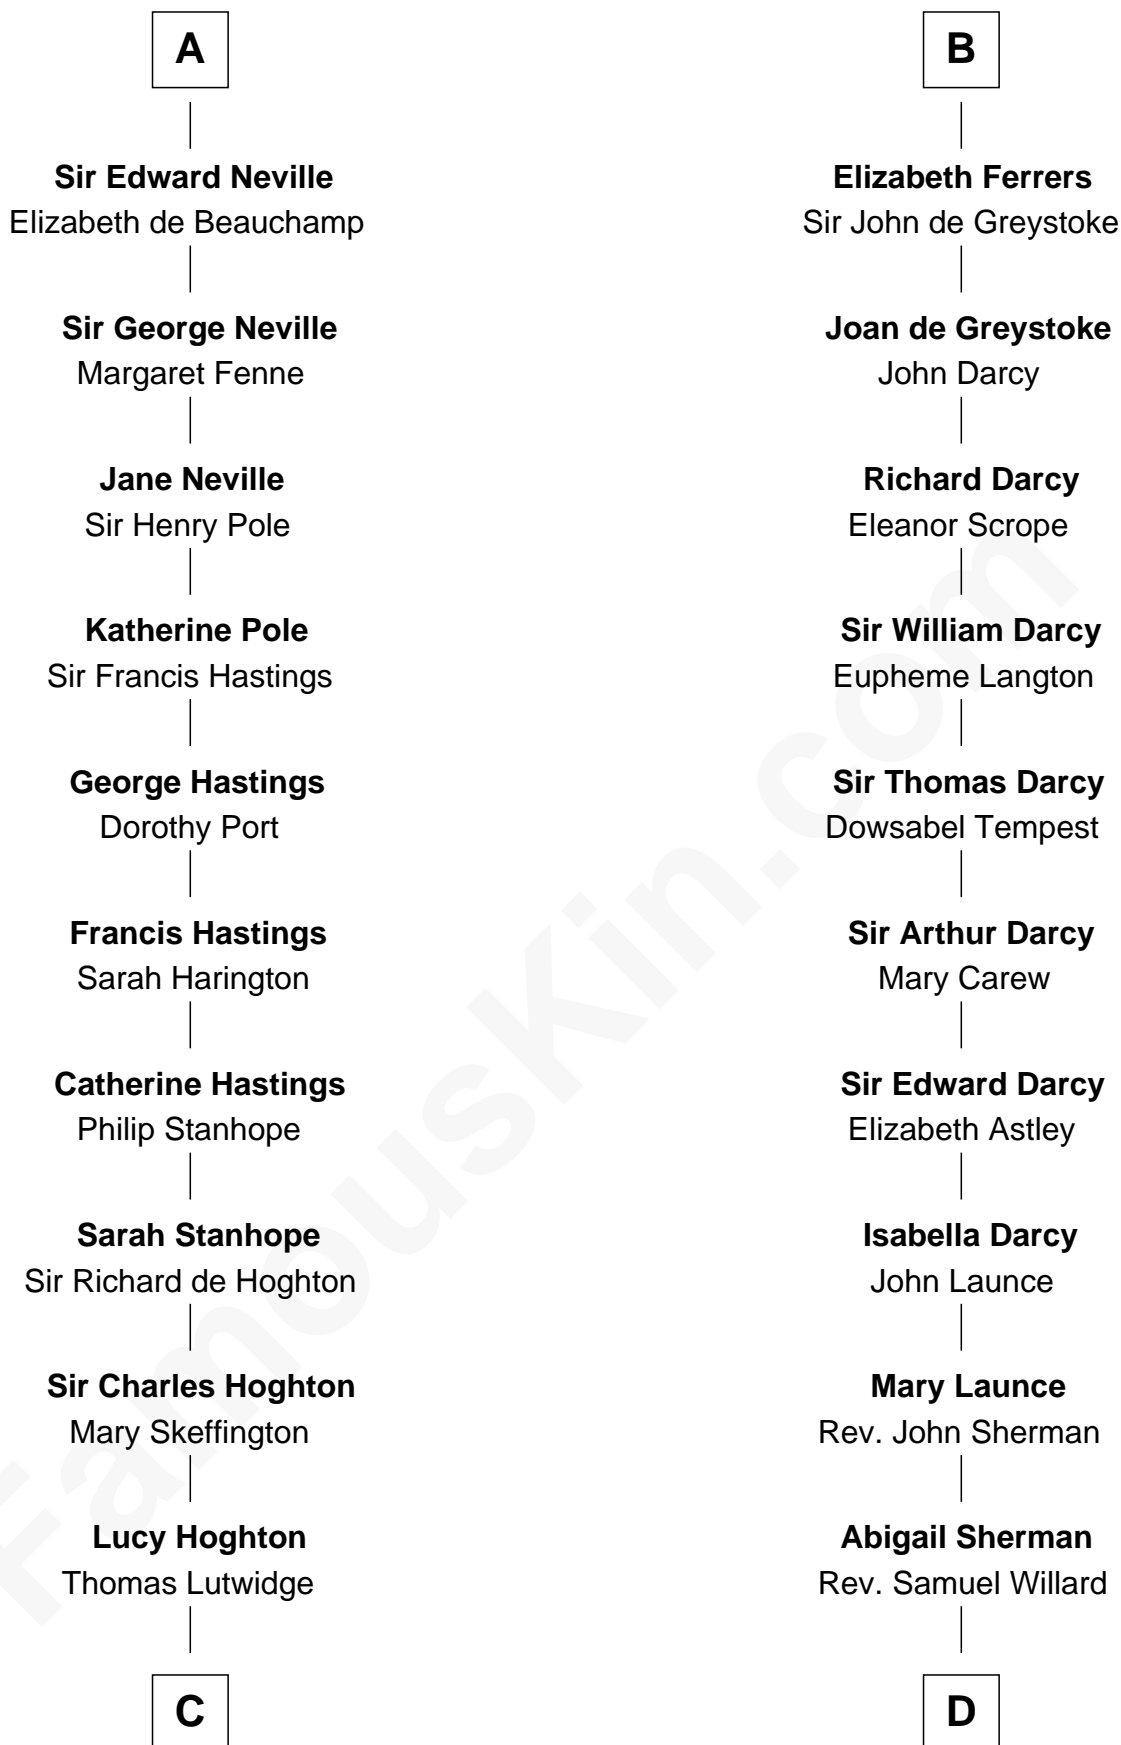 A
Sir Edward Neville
Elizabeth de Beauchamp
Sir George Neville
Margaret Fenne
Jane Neville
Sir Henry Pole
Katherine Pole
Sir Francis Hastings
George Hastings
Dorothy Port
Francis Hastings
Sarah Harington
Catherine Hastings
Philip Stanhope
Sarah Stanhope
Sir Richard de Hoghton
Sir Charles Hoghton
Mary Skeffington
Lucy Hoghton
Thomas Lutwidge
C
B
Elizabeth Ferrers
Sir John de Greystoke
Joan de Greystoke
John Darcy
Richard Darcy
Eleanor Scrope
Sir William Darcy
Eupheme Langton
Sir Thomas Darcy
Dowsabel Tempest
Sir Arthur Darcy
Mary Carew
Sir Edward Darcy
Elizabeth Astley
Isabella Darcy
John Launce
Mary Launce
Rev. John Sherman
Abigail Sherman
Rev. Samuel Willard
D
FamousKin.com